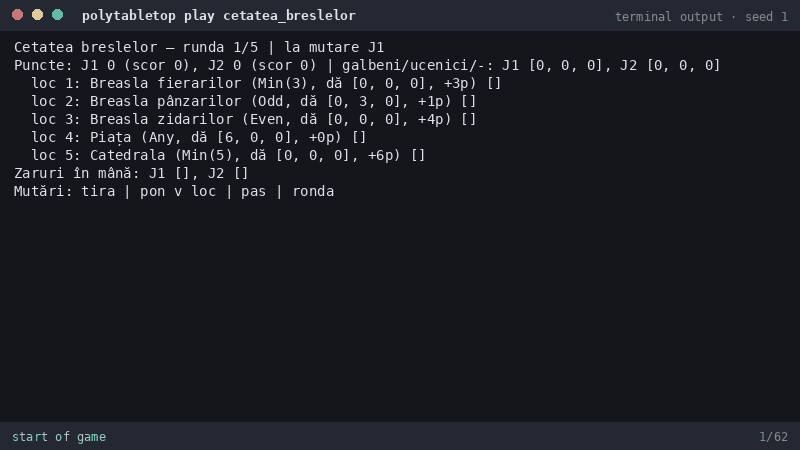 polytabletop play cetatea_breslelor
terminal output · seed 1
Cetatea breslelor — runda 1/5 | la mutare J1
Puncte: J1 0 (scor 0), J2 0 (scor 0) | galbeni/ucenici/-: J1 [0, 0, 0], J2 [0, 0, 0]
loc 1: Breasla fierarilor (Min(3), dă [0, 0, 0], +3p) []
loc 2: Breasla pânzarilor (Odd, dă [0, 3, 0], +1p) []
loc 3: Breasla zidarilor (Even, dă [0, 0, 0], +4p) []
loc 4: Piața (Any, dă [6, 0, 0], +0p) []
loc 5: Catedrala (Min(5), dă [0, 0, 0], +6p) []
Zaruri în mână: J1 [], J2 []
Mutări: tira | pon v loc | pas | ronda
start of game
1/62